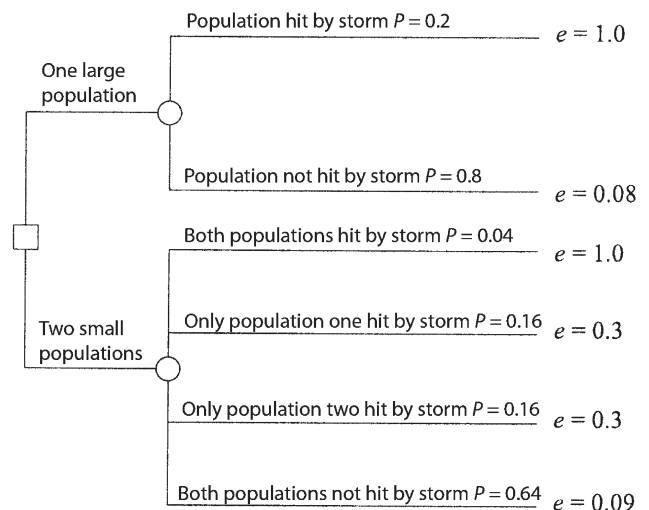 Population hit by storm P = 0.2
e = 1.0
One large
population
Population not hit by storm P = 0.8
e = 0.08
Both populations hit by storm P = 0.04
e = 1.0
Two small
populations
Only population one hit by storm P = 0.16
e = 0.3
Only population two hit by storm P = 0.16
e = 0.3
Both populations not hit by storm P = 0.64
e = 0.09